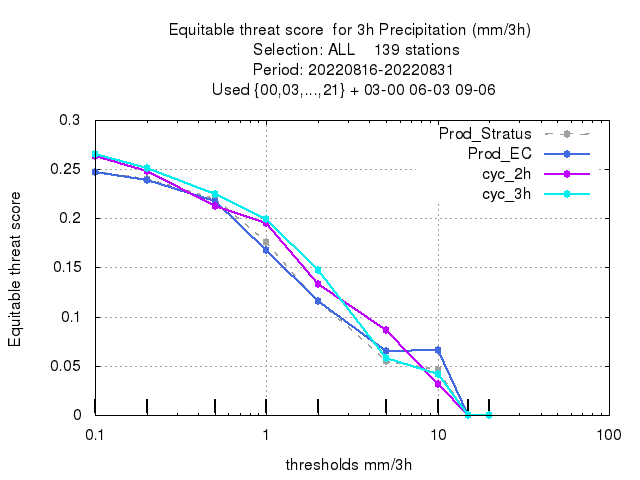 Equitable threat score  for 3h Precipitation (mm/3h)
Selection: ALL    139 stations
Period: 20220816-20220831
Used {00,03,...,21} + 03-00 06-03 09-06
Equitable threat score
0.3
0.25
0.2
0.15
0.1
0.05
0
Prod_Stratus
Prod_EC
cyc_2h
cyc_3h
0.1 1 10 100
thresholds mm/3h